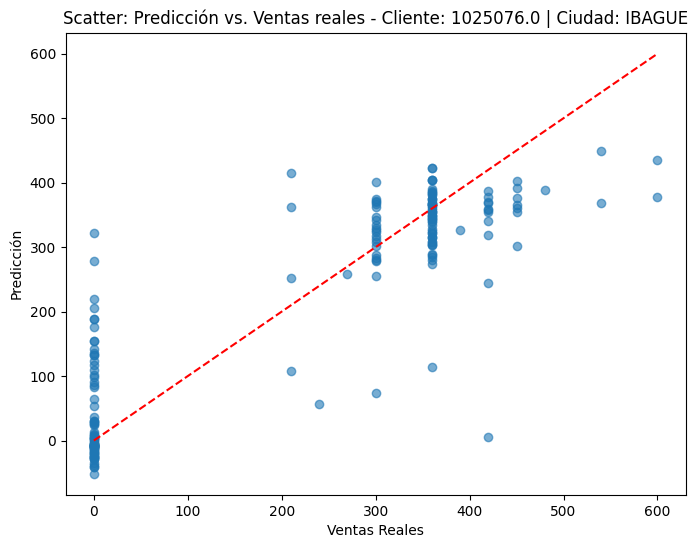 Scatter: Predicción vs. Ventas reales - Cliente: 1025076.0 | Ciudad: IBAGUE
600
500
400
300
200
100
0
Predicción
0 100 200 300 400 500 600
Ventas Reales